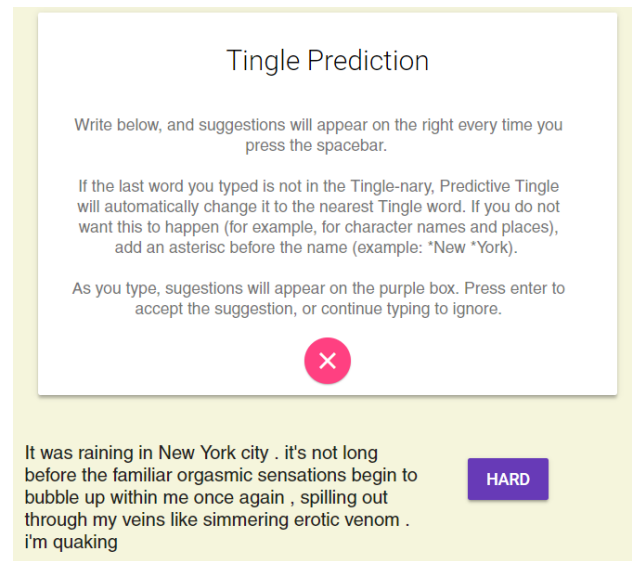 Tingle Prediction
Write below, and suggestions will appear on the right every time you
press the spacebar.
If the last word you typed is not in the Tingle-nary, Predictive Tingle
will automatically change it to the nearest Tingle word. If you do not
want this to happen (for example, for character names and places),
add an asterisc before the name (example: *New *York).
As you type, sugestions will appear on the purple box. Press enter to
accept the suggestion, or continue typing to ignore.
It was raining in New York city . it's not long
before the familiar orgasmic sensations begin to
bubble up within me once again , spilling out
through my veins like simmering erotic venom .
i'm quaking
HARD